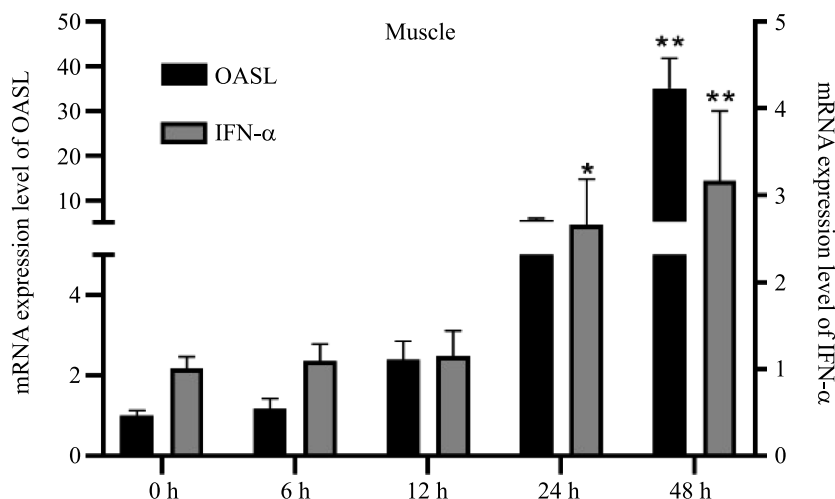 Muscle
OASL
IFN-α
mRNA expression level of OASL
50
40
30
20
10
4
2
0
mRNA expression level of IFN-α
5
4
3
2
1
0
*
**
**
0 h
6 h
12 h
24 h
48 h